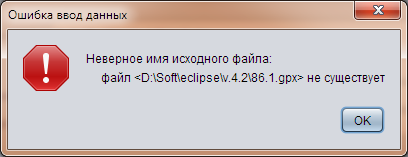 Ошибка ввод данных
Неверное имя исходного файла:
файл <D:\Soft\eclipse\v.4.2\86.1.gpx> не существует
OK